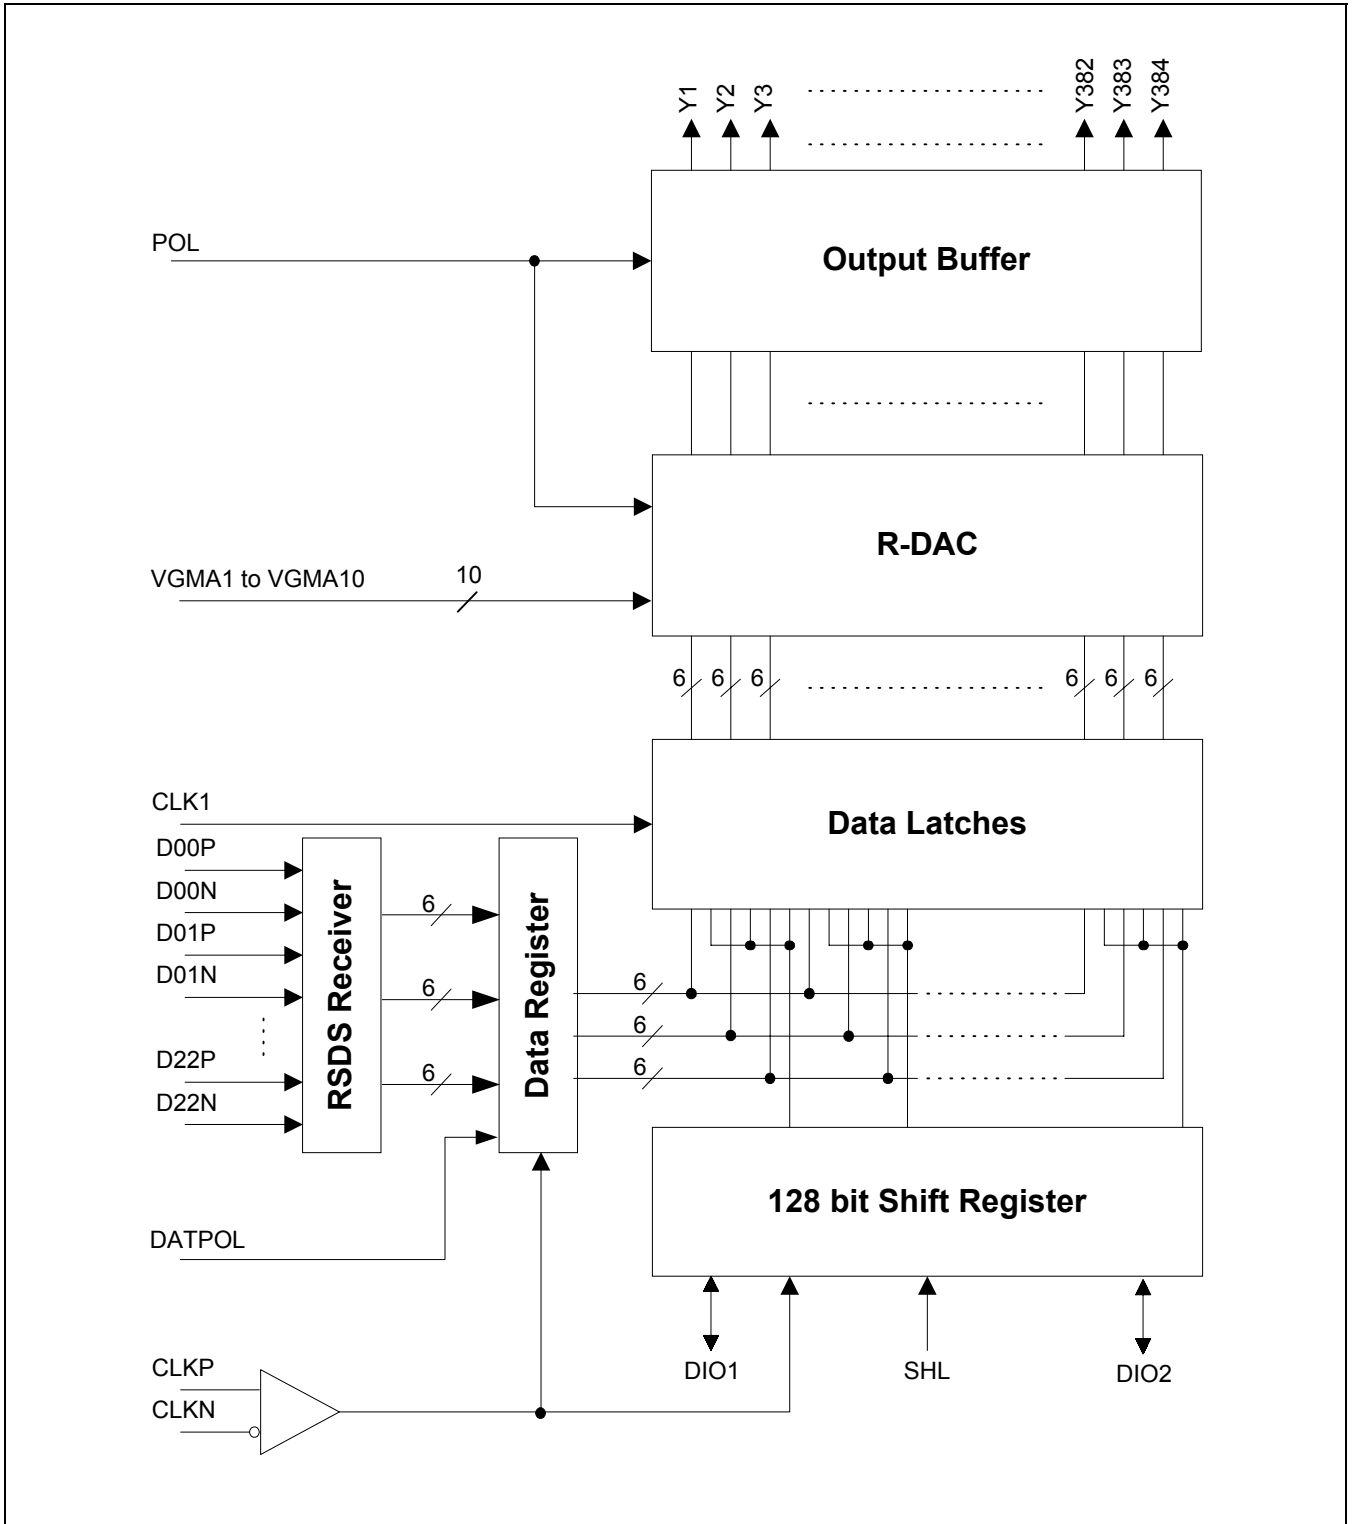 Y1 Y2 Y3 Y382 Y383 Y384
POL
Output Buffer
R-DAC
VGMA1 to VGMA10 10
6 6 6 6 6 6
CLK1
Data Latches
D00P
D00N
D01P
D01N
D22P
D22N
RSDS Receiver
6
6
6
Data Register
6
6
6
128 bit Shift Register
DATPOL
DIO1 SHL DIO2
CLKP
CLKN